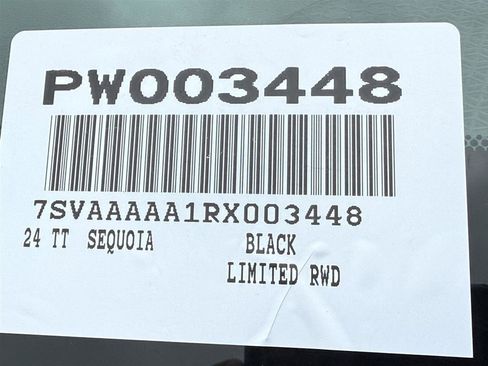 PW003448
7SVAAAAA1RX003448
24 TT SEQUOIA BLACK
LIMITED RWD